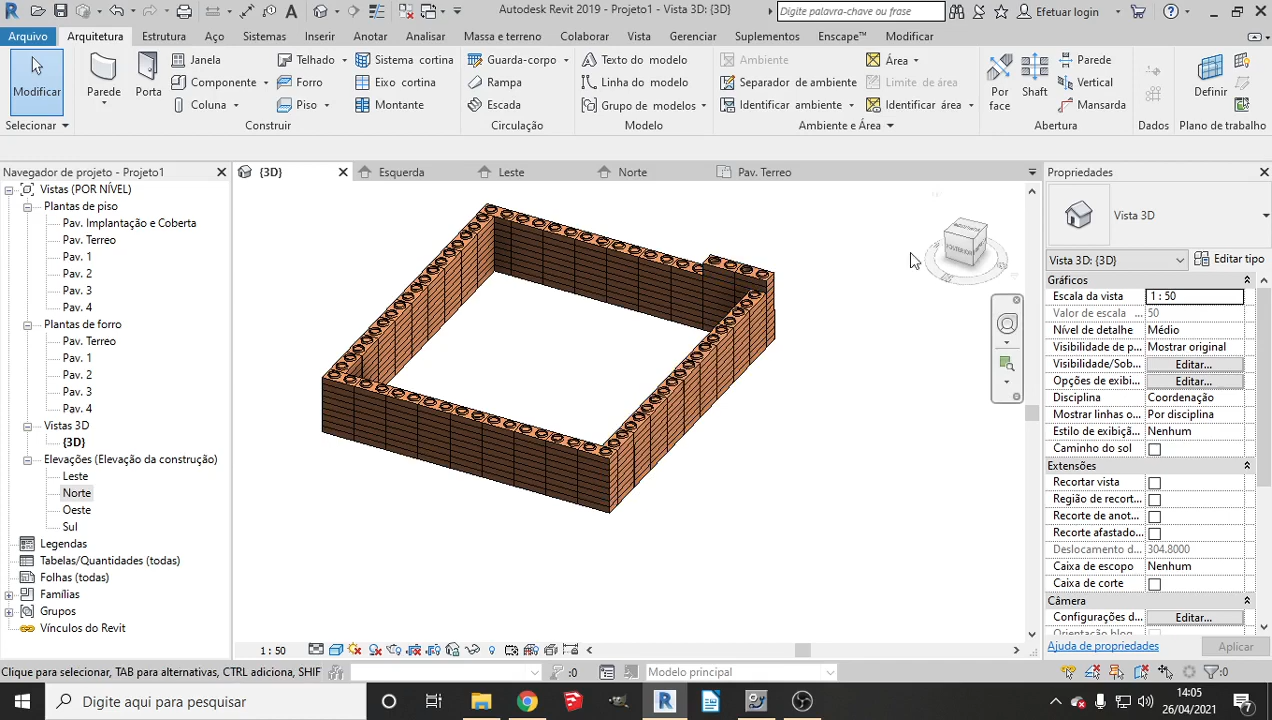 Autodesk Revit 2019 - Projeto1 - Vista 3D: {3D}
Digite palavra-chave ou frase
Efetuar login
Arquivo Arquitetura Estrutura Aço Sistemas Inserir Anotar Analisar Massa e terreno Colaborar Vista Gerenciar Suplementos Enscape™ Modificar
Modificar
Parede
Porta
Janela
Componente
Coluna
Telhado
Forro
Piso
Sistema cortina
Eixo cortina
Montante
Guarda-corpo
Rampa
Escada
Texto do modelo
Linha do modelo
Grupo de modelos
Ambiente
Separador de ambiente
Identificar ambiente
Área
Limite de área
Identificar área
Por
face
Shaft
Parede
Vertical
Mansarda
Definir
Selecionar
Construir
Circulação
Modelo
Ambiente e Área
Abertura
Dados
Plano de trabalho
Navegador de projeto - Projeto1
Vistas (POR NÍVEL)
Plantas de piso
Pav. Implantação e Coberta
Pav. Terreo
Pav. 1
Pav. 2
Pav. 3
Pav. 4
Plantas de forro
Pav. Terreo
Pav. 1
Pav. 2
Pav. 3
Pav. 4
Vistas 3D
{3D}
Elevações (Elevação da construção)
Leste
Norte
Oeste
Sul
Legendas
Tabelas/Quantidades (todas)
Folhas (todas)
Famílias
Grupos
Vínculos do Revit
{3D}
Esquerda
Leste
Norte
Pav. Terreo
Propriedades
Vista 3D
Vista 3D: {3D}
Editar tipo
Gráficos
Escala da vista 1 : 50
Valor de escala ... 50
Nível de detalhe Médio
Visibilidade de p... Mostrar original
Visibilidade/Sob... Editar...
Opções de exibi... Editar...
Disciplina Coordenação
Mostrar linhas o... Por disciplina
Estilo de exibiçã... Nenhum
Caminho do sol
Extensões
Recortar vista
Região de recort...
Recorte de anot...
Recorte afastado...
Deslocamento d... 304.8000
Caixa de escopo Nenhum
Caixa de corte
Câmera
Configurações d... Editar...
Ajuda de propriedades
Aplicar
1 : 50
Clique para selecionar, TAB para alternativas, CTRL adiciona, SHIF
:0
Modelo principal
:0
Digite aqui para pesquisar
14:05
26/04/2021
7